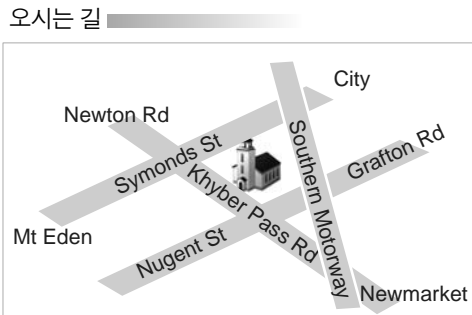 오시는 길
City
Newton Rd
Symonds St
Southern Motorway
Grafton Rd
Khyber Pass Rd
Mt Eden
Nugent St
Newmarket